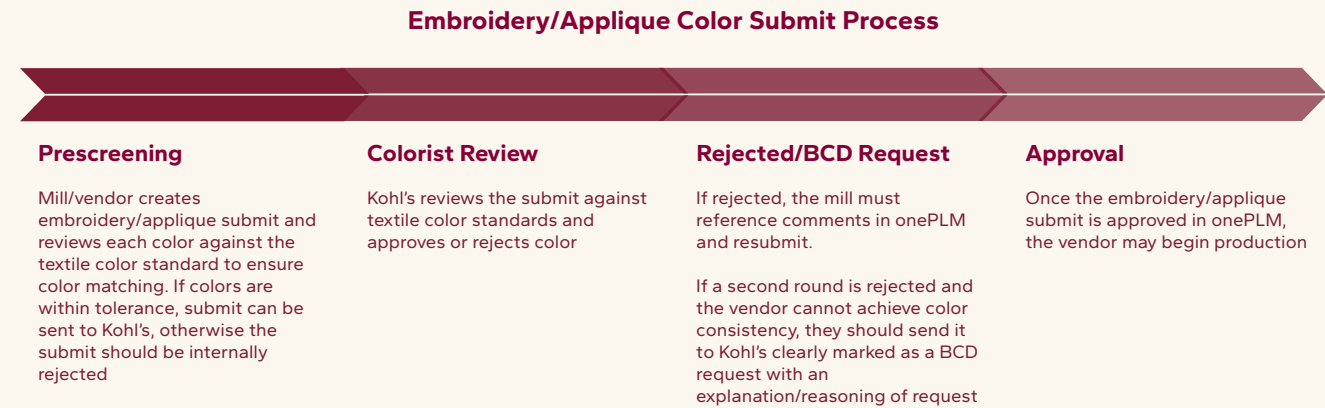 Embroidery/Applique Color Submit Process
Prescreening
Mill/vendor creates
embroidery/applique submit and
reviews each color against the
textile color standard to ensure
color matching. If colors are
within tolerance, submit can be
sent to Kohl's, otherwise the
submit should be internally
rejected
Colorist Review
Kohl's reviews the submit against
textile color standards and
approves or rejects color
Rejected/BCD Request
If rejected, the mill must
reference comments in onePLM
and resubmit.
If a second round is rejected and
the vendor cannot achieve color
consistency, they should send it
to Kohl's clearly marked as a BCD
request with an
explanation/reasoning of request
Approval
Once the embroidery/applique
submit is approved in onePLM,
the vendor may begin production